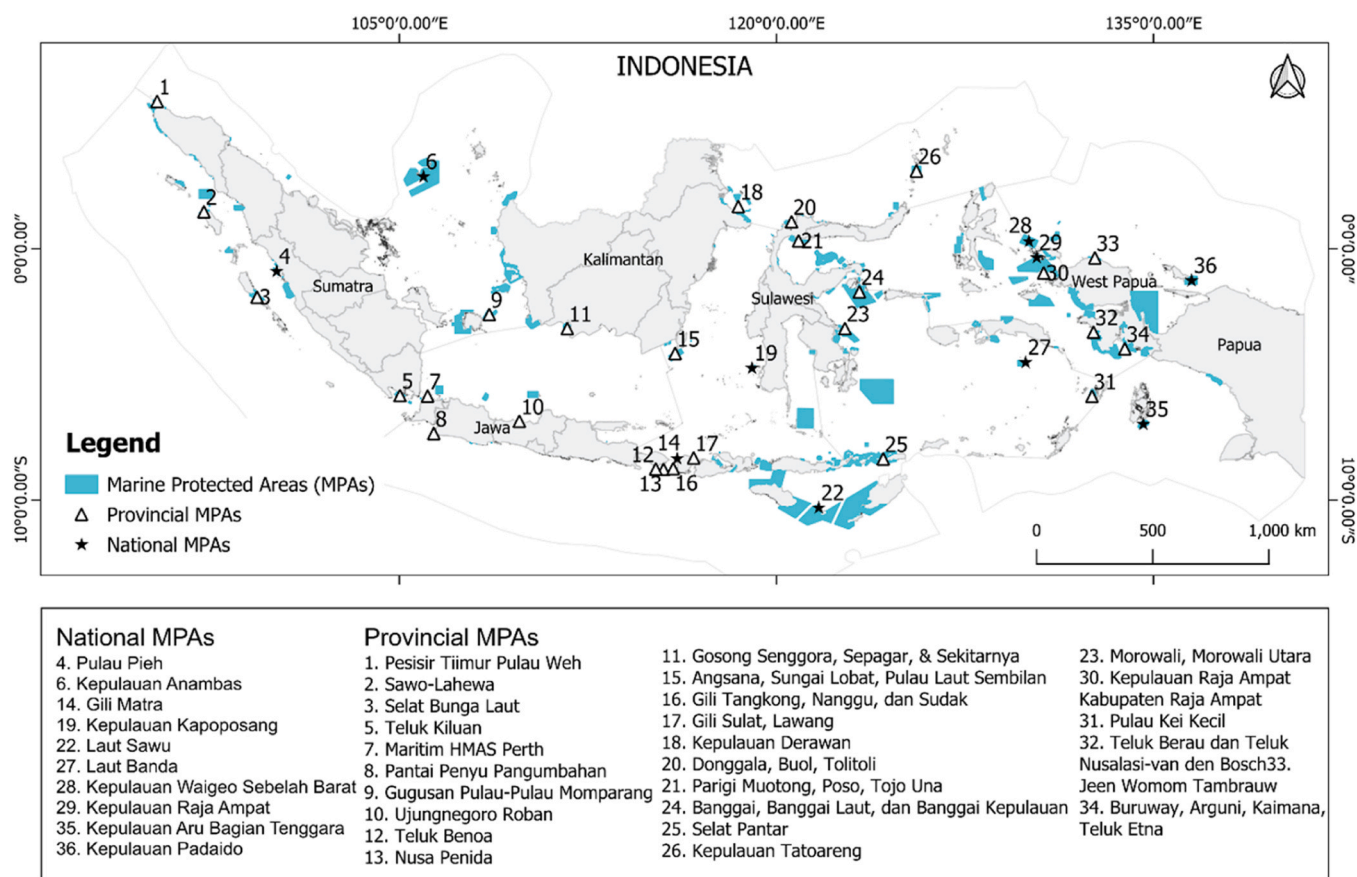 105°0′0.00″E
120°0′0.00″E
135°0′0.00″E
INDONESIA
1
26
6
2
18
20
28
0°0′0.00″
Kalimantan
21
29
33
0°0′0.00″
4
30
36
Sumatra
24
West Papua
3
Sulawesi
9
11
23
32
34
15
Papua
19
27
5
7
31
10
35
Legend
8
Jawa
14
17
25
12
Marine Protected Areas (MPAs)
13
16
22
10°0′0.00″S
Provincial MPAs
0
500
1,000 km
10°0′0.00″S
National MPAs
National MPAs
4. Pulau Pieh
6. Kepulauan Anambas
14. Gili Matra
19. Kepulauan Kapoposang
22. Laut Sawu
27. Laut Banda
28. Kepulauan Waigeo Sebelah Barat
29. Kepulauan Raja Ampat
35. Kepulauan Aru Bagian Tenggara
36. Kepulauan Padaido
Provincial MPAs
1. Pesisir Tiimur Pulau Weh
2. Sawo-Lahewa
3. Selat Bunga Laut
5. Teluk Kiluan
7. Maritim HMAS Perth
8. Pantai Penyu Pangumbahan
9. Gugusan Pulau-Pulau Momparang
10. Ujungnegoro Roban
12. Teluk Benoa
13. Nusa Penida
11. Gosong Senggora, Sepagar, & Sekitarnya
15. Angsana, Sungai Lobat, Pulau Laut Sembilan
16. Gili Tangkong, Nanggu, dan Sudak
17. Gili Sulat, Lawang
18. Kepulauan Derawan
20. Donggala, Buol, Tolitoli
21. Parigi Muotong, Poso, Tojo Una
24. Banggai, Banggai Laut, dan Banggai Kepulauan
25. Selat Pantar
26. Kepulauan Tatoareng
23. Morowali, Morowali Utara
30. Kepulauan Raja Ampat
Kabupaten Raja Ampat
31. Pulau Kei Kecil
32. Teluk Berau dan Teluk
Nusalasi-van den Bosch33.
Jeen Womom Tambrauw
34. Buruway, Arguni, Kaimana,
Teluk Etna